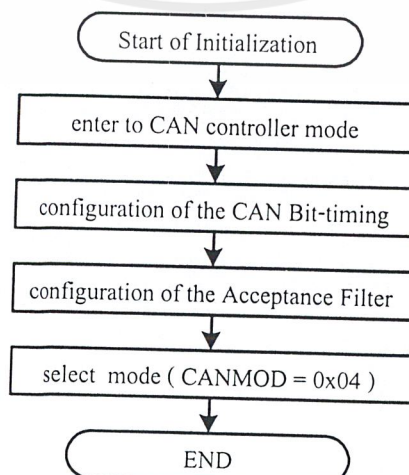 Start of Initialization
enter to CAN controller mode
configuration of the CAN Bit-timing
configuration of the Acceptance Filter
select mode ( CANMOD = 0x04 )
END